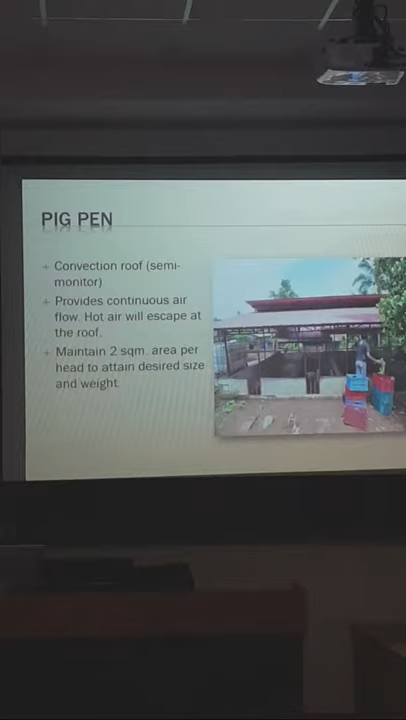 PIG PEN
Convection roof (semi-
monitor)
Provides continuous air
flow. Hot air will escape at
the roof.
Maintain 2 sqm. area per
head to attain desired size
and weight.